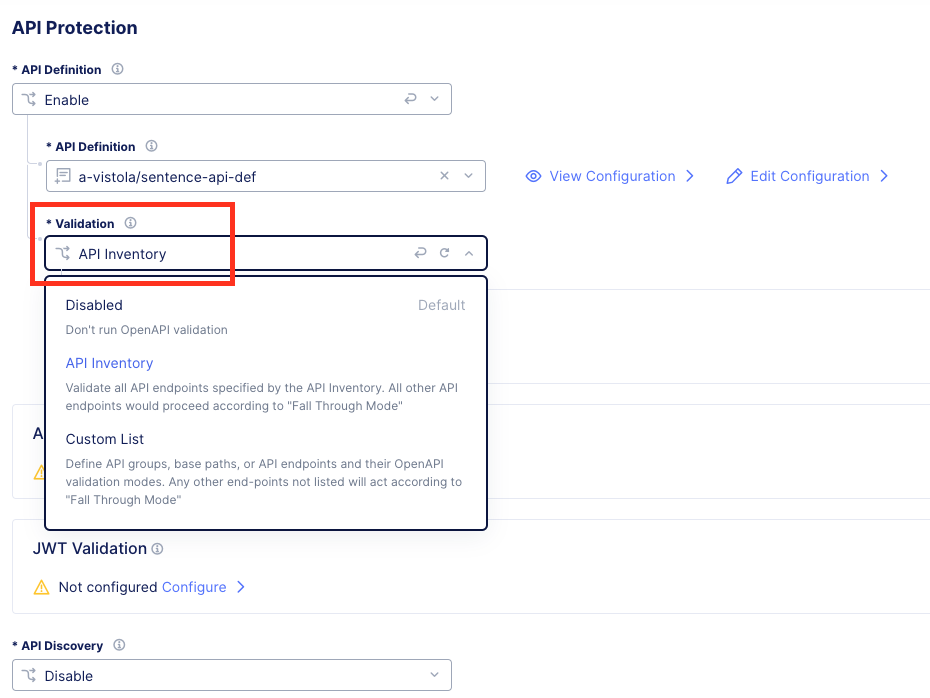 API Protection
* API Definition
Enable
* API Definition
a-vistola/sentence-api-def
View Configuration
Edit Configuration
* Validation
API Inventory
Disabled Default
Don't run OpenAPI validation
API Inventory
Validate all API endpoints specified by the API Inventory. All other API
endpoints would proceed according to "Fall Through Mode"
Custom List
Define API groups, base paths, or API endpoints and their OpenAPI
validation modes. Any other end-points not listed will act according to
"Fall Through Mode"
JWT Validation
Not configured Configure
* API Discovery
Disable